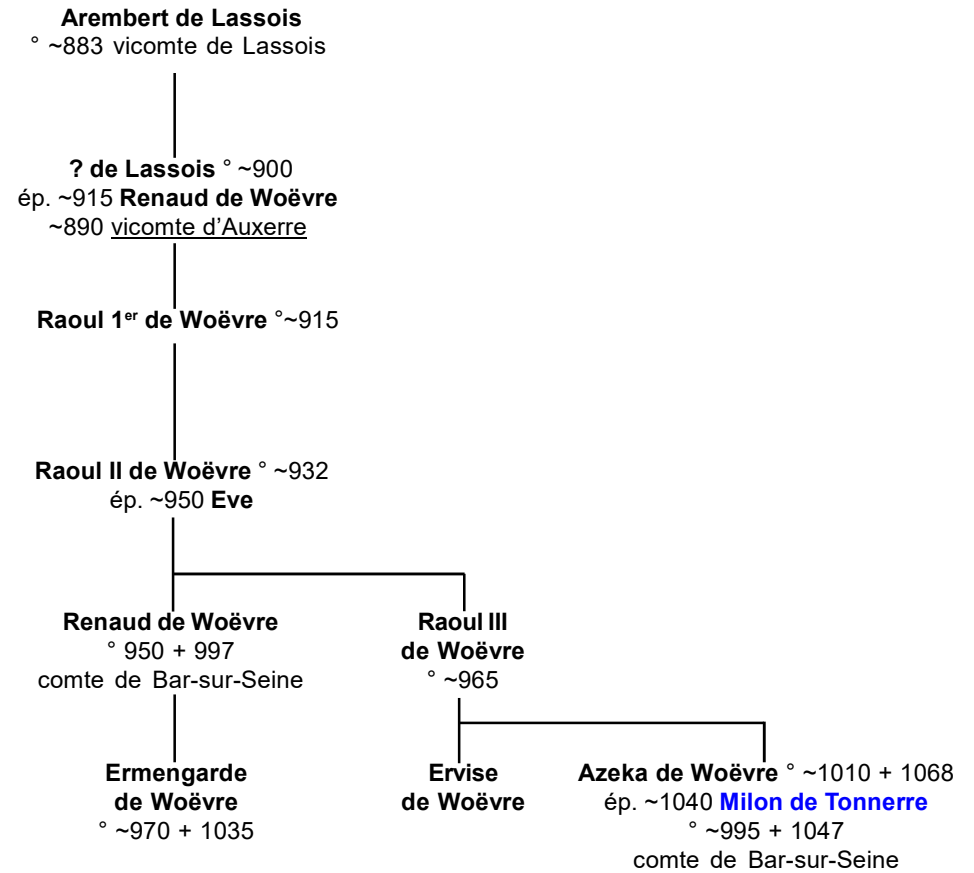 Arembert de Lassois
° ~883 vicomte de Lassois
? de Lassois ° ~900
ép. ~915 Renaud de Woëvre
~890 vicomte d'Auxerre
Raoul 1er de Woëvre °~915
Raoul II de Woëvre ° ~932
ép. ~950 Eve
Renaud de Woëvre
° 950 + 997
comte de Bar-sur-Seine
Raoul III
de Woëvre
° ~965
Ermengarde
de Woëvre
° ~970 + 1035
Ervise
de Woëvre
Azeka de Woëvre ° ~1010 + 1068
ép. ~1040 Milon de Tonnerre
° ~995 + 1047
comte de Bar-sur-Seine